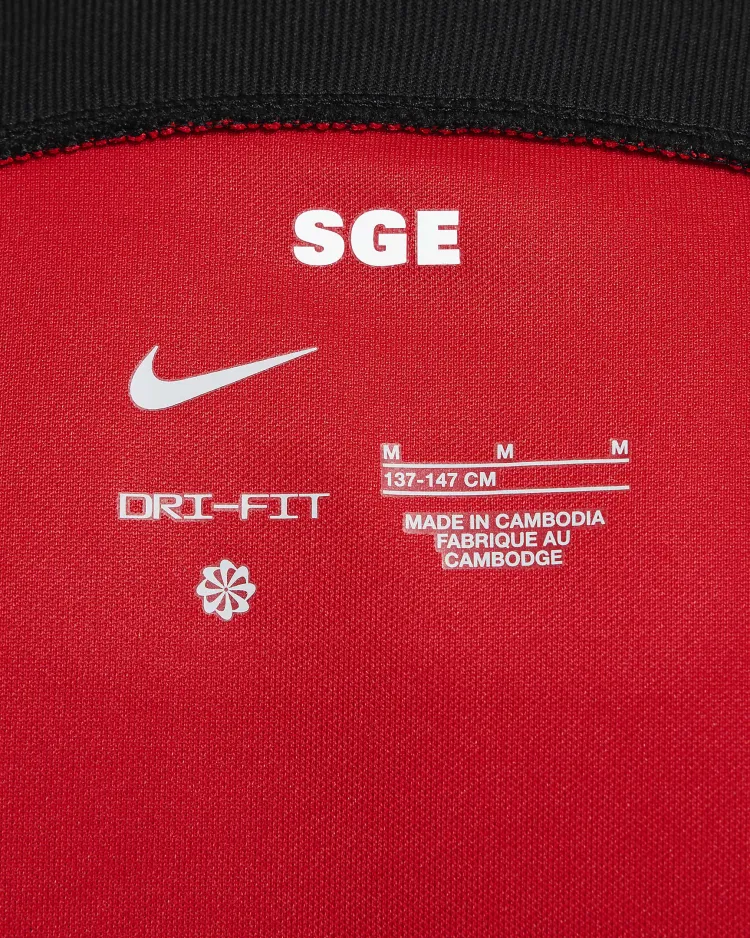 SGE
M M M
137-147 CM
DRI-FIT
MADE IN CAMBODIA
FABRIQUE AU
CAMBODGE